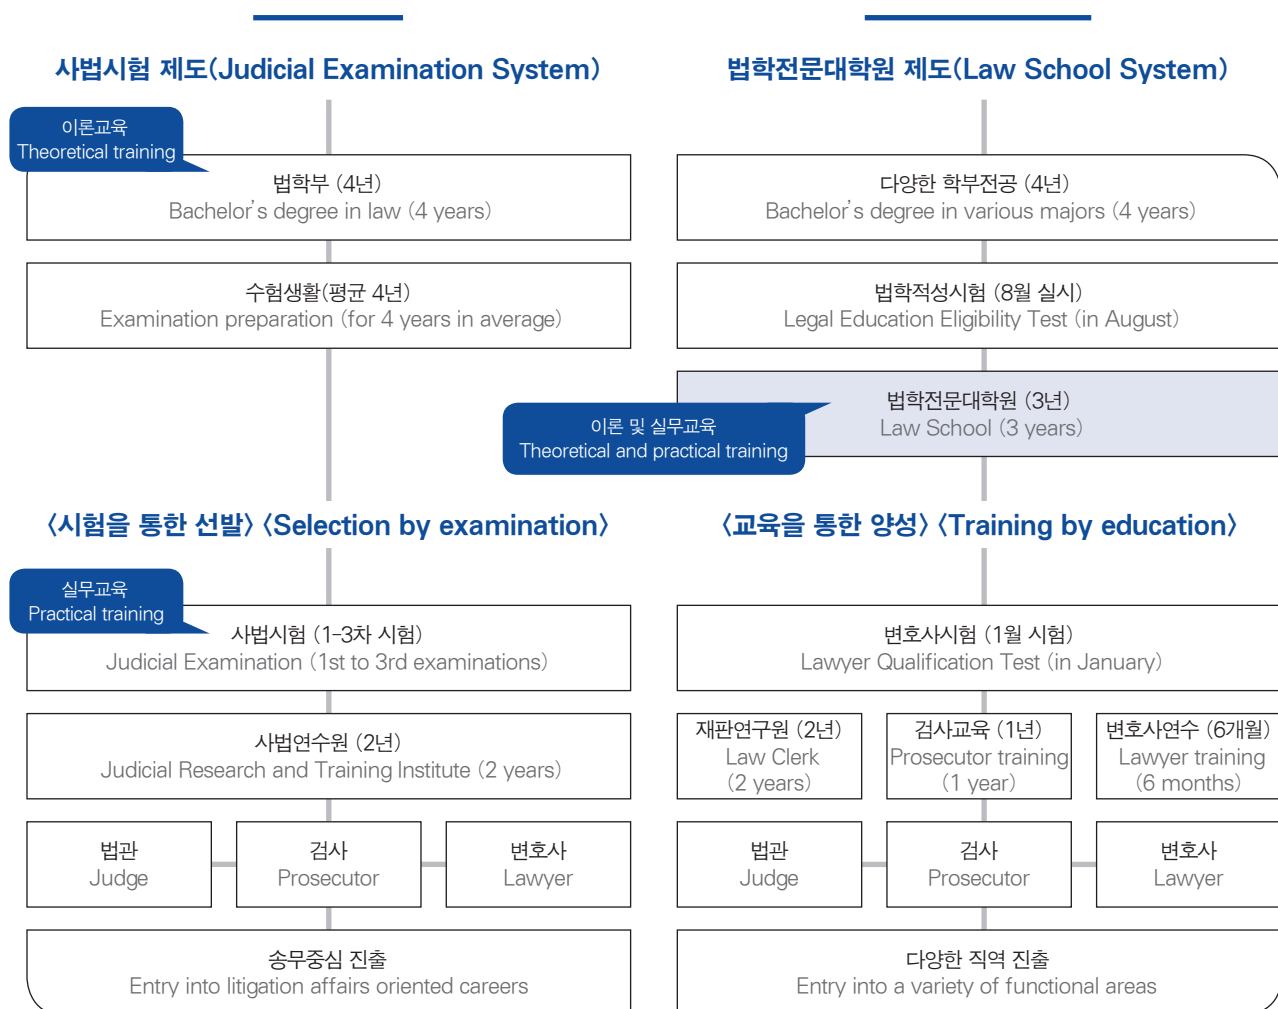 사법시험 제도(Judicial Examination System)
이론교육
Theoretical training
법학부 (4년)
Bachelor's degree in law (4 years)
수험생활(평균 4년)
Examination preparation (for 4 years in average)
〈시험을 통한 선발〉 〈Selection by examination〉
실무교육
Practical training
사법시험 (1-3차 시험)
Judicial Examination (1st to 3rd examinations)
사법연수원 (2년)
Judicial Research and Training Institute (2 years)
법관
Judge
검사
Prosecutor
변호사
Lawyer
송무중심 진출
Entry into litigation affairs oriented careers
법학전문대학원 제도(Law School System)
다양한 학부전공 (4년)
Bachelor's degree in various majors (4 years)
법학적성시험 (8월 실시)
Legal Education Eligibility Test (in August)
법학전문대학원 (3년)
Law School (3 years)
이론 및 실무교육
Theoretical and practical training
〈교육을 통한 양성〉 〈Training by education〉
변호사시험 (1월 시험)
Lawyer Qualification Test (in January)
재판연구원 (2년)
Law Clerk
(2 years)
검사교육 (1년)
Prosecutor training
(1 year)
변호사연수 (6개월)
Lawyer training
(6 months)
법관
Judge
검사
Prosecutor
변호사
Lawyer
다양한 직역 진출
Entry into a variety of functional areas